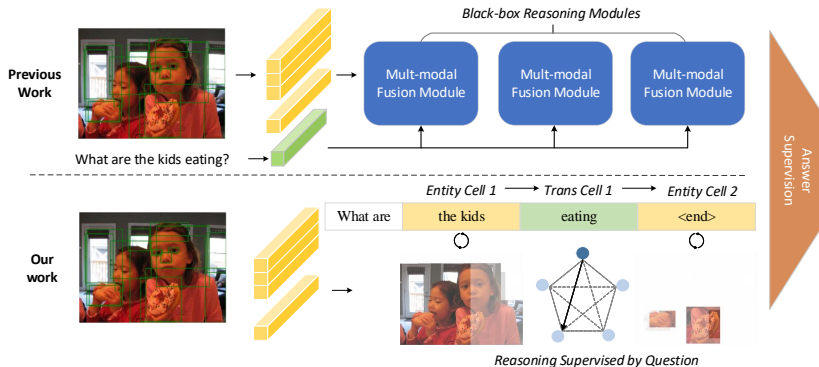 Black-box Reasoning Modules
Previous
Work
Mult-modal
Fusion Module
Mult-modal
Fusion Module
Mult-modal
Fusion Module
What are the kids eating?
Answer
Supervision
Entity Cell 1
Trans Cell 1
Entity Cell 2
What are
the kids
eating
<end>
Our
work
Reasoning Supervised by Question